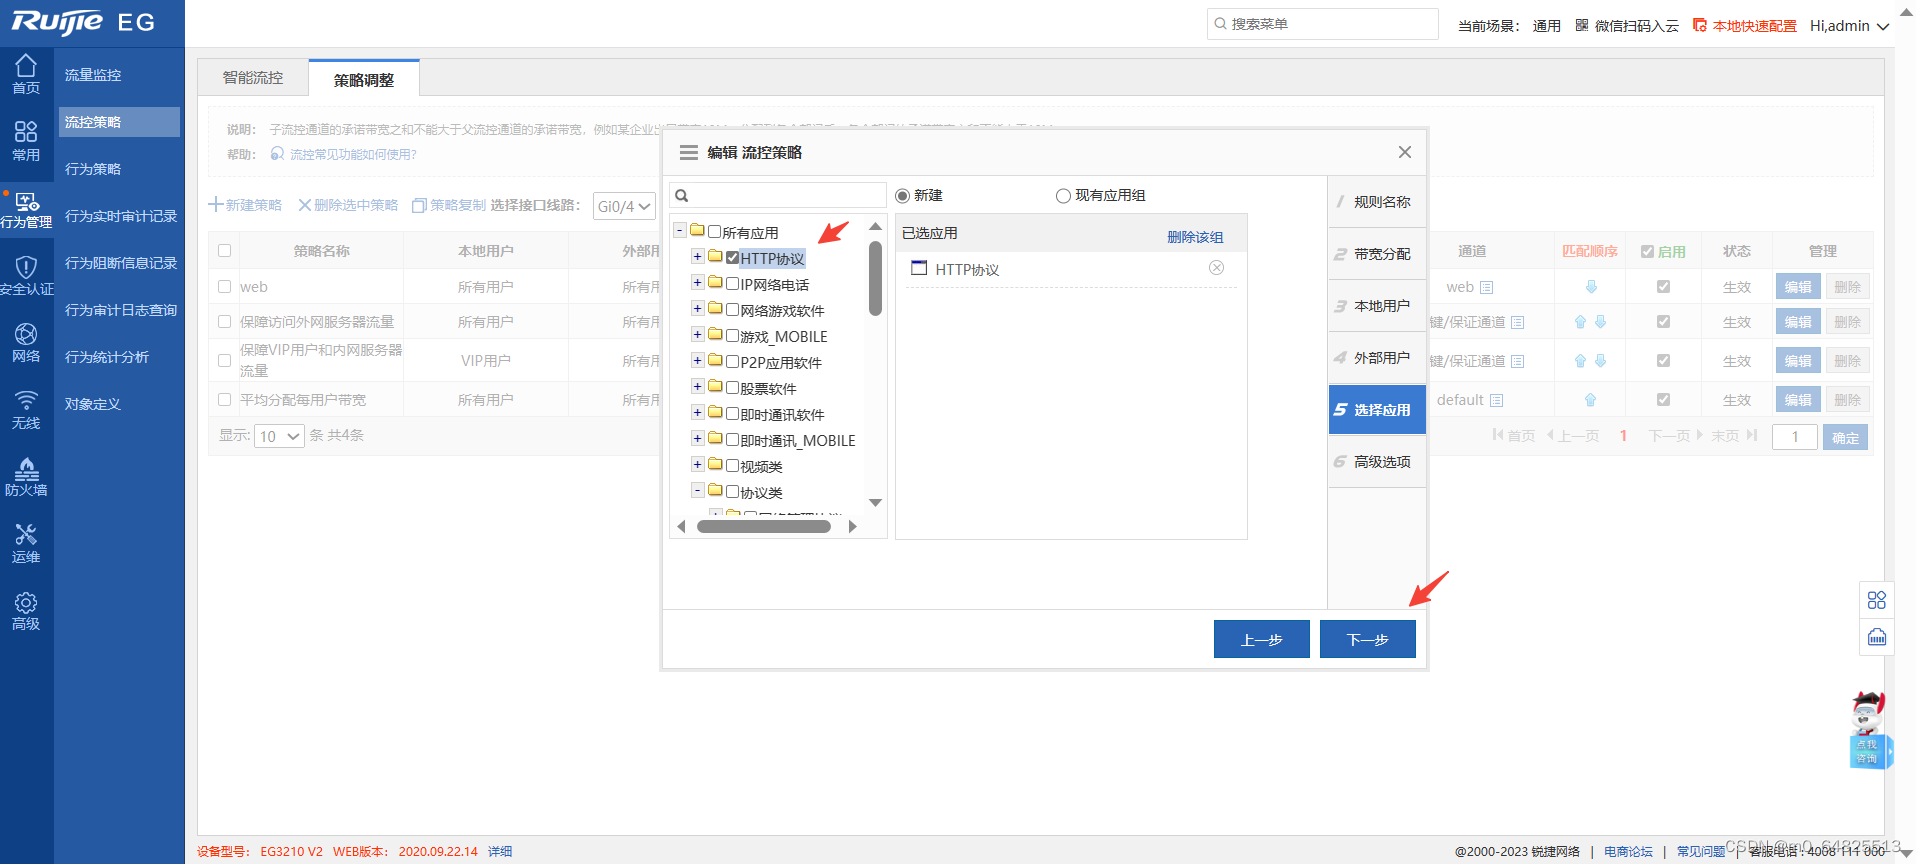 Ruijie EG
搜索菜单
当前场景： 通用 微信扫码入云 本地快速配置 Hi,admin
首页
常用
行为管理
安全认证
网络
无线
防火墙
运维
高级
流量监控
流控策略
行为策略
行为实时审计记录
行为阻断信息记录
行为审计日志查询
行为统计分析
对象定义
智能流控 策略调整
说明： 子流控通道的承诺带宽之和不能大于父流控通道的承诺带宽，例如某企业出
帮助： 流控常见功能如何使用?
新建策略 删除选中策略 策略复制 选择接口线路： Gi0/4
策略名称 本地用户 外部用 通道 匹配顺序 启用 状态 管理
web 所有用户 所有用 web 生效 编辑 删除
保障访问外网服务器流量 所有用户 所有用 键/保证通道 生效 编辑 删除
保障VIP用户和内网服务器
流量 VIP用户 所有用 键/保证通道 生效 编辑 删除
平均分配每用户带宽 所有用户 所有用 default 生效 编辑 删除
显示: 10 条 共4条
首页 上一页 1 下一页 末页 1 确定
编辑 流控策略
新建 现有应用组
- 所有应用
+ HTTP协议
+ IP网络电话
+ 网络游戏软件
+ 游戏_MOBILE
+ P2P应用软件
+ 股票软件
+ 即时通讯软件
+ 即时通讯_MOBILE
+ 视频类
- 协议类
已选应用 删除该组
HTTP协议
1 规则名称
2 带宽分配
3 本地用户
4 外部用户
5 选择应用
6 高级选项
上一步 下一步
点我
咨询
设备型号： EG3210 V2 WEB版本： 2020.09.22.14 详细
@2000-2023 锐捷网络 | 电商论坛 | 常见问题 | 客服电话 : 4008 111 000
CSDN @m0_64825513